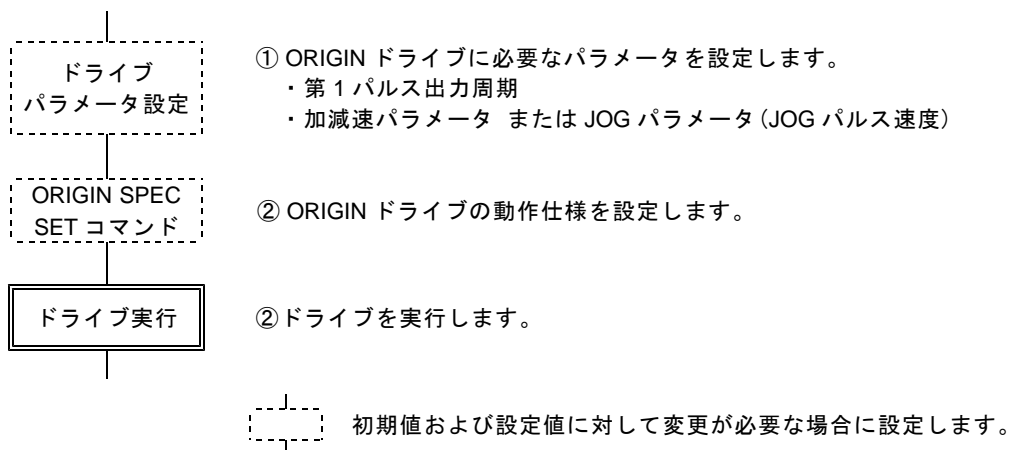 ドライブ
パラメータ設定
① ORIGIN ドライブに必要なパラメータを設定します。
・第1パルス出力周期
・加減速パラメータ または JOG パラメータ(JOG パルス速度)
ORIGIN SPEC
SET コマンド
② ORIGIN ドライブの動作仕様を設定します。
ドライブ実行
②ドライブを実行します。
初期値および設定値に対して変更が必要な場合に設定します。